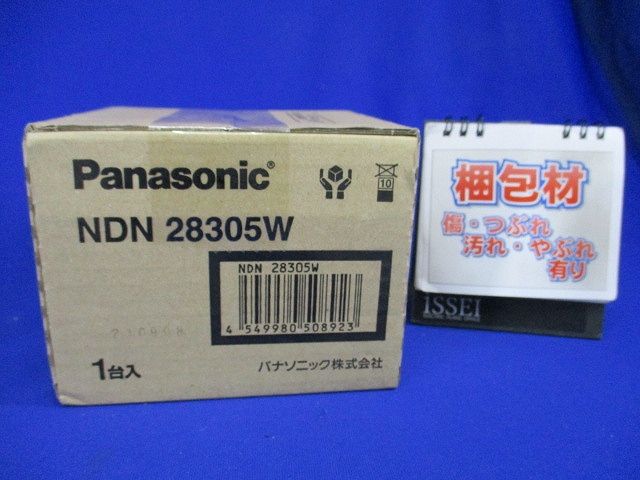 Panasonic®
10
NDN 28305W
NDN 28305W
4 549980 508923
1台入
パナソニック株式会社
梱包材
傷・つぶれ
汚れ・やぶれ
有り
ISSEI